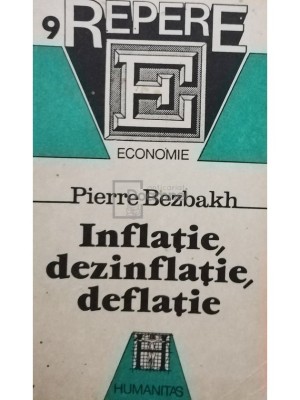 9 REPERE
E
ECONOMIE
Pierre Bezbakh
Inflație,
dezinflație,
deflație
HUMANITAS